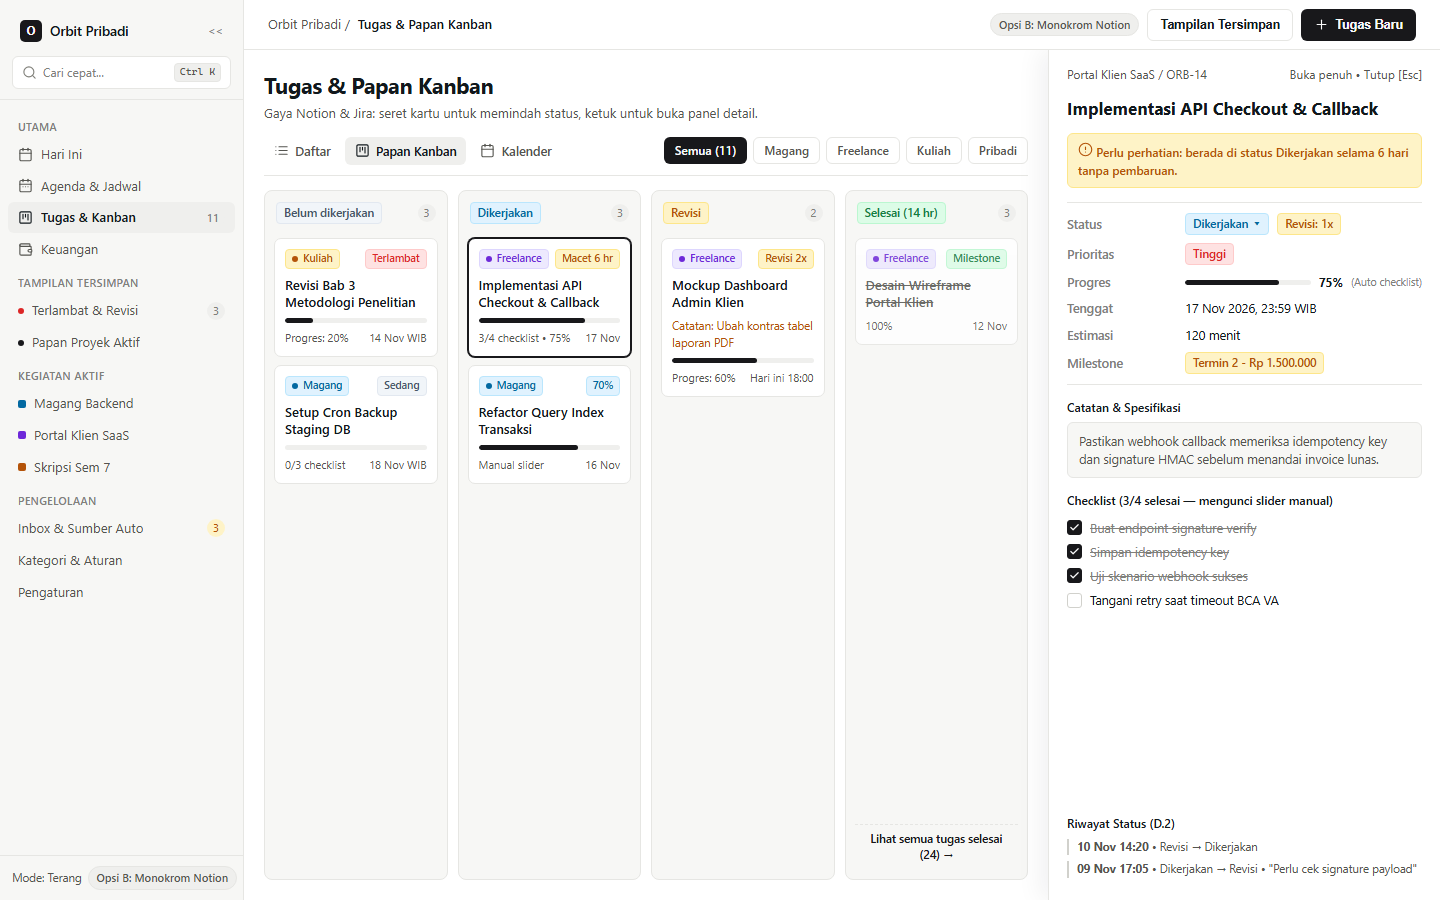 O Orbit Pribadi <<
Cari cepat... Ctrl K
UTAMA
Hari Ini
Agenda & Jadwal
Tugas & Kanban 11
Keuangan
TAMPILAN TERSIMPAN
Terlambat & Revisi 3
Papan Proyek Aktif
KEGIATAN AKTIF
Magang Backend
Portal Klien SaaS
Skripsi Sem 7
PENGELOLAAN
Inbox & Sumber Auto 3
Kategori & Aturan
Pengaturan
Mode: Terang Opsi B: Monokrom Notion
Orbit Pribadi / Tugas & Papan Kanban
Opsi B: Monokrom Notion Tampilan Tersimpan + Tugas Baru
Tugas & Papan Kanban
Gaya Notion & Jira: seret kartu untuk memindah status, ketuk untuk buka panel detail.
Daftar Papan Kanban Kalender
Semua (11) Magang Freelance Kuliah Pribadi
Belum dikerjakan 3
• Kuliah Terlambat
Revisi Bab 3
Metodologi Penelitian
Progres: 20% 14 Nov WIB
• Magang Sedang
Setup Cron Backup
Staging DB
0/3 checklist 18 Nov WIB
Dikerjakan 3
• Freelance Macet 6 hr
Implementasi API
Checkout & Callback
3/4 checklist • 75% 17 Nov
• Magang 70%
Refactor Query Index
Transaksi
Manual slider 16 Nov
Revisi 2
• Freelance Revisi 2x
Mockup Dashboard
Admin Klien
Catatan: Ubah kontras tabel
laporan PDF
Progres: 60% Hari ini 18:00
Selesai (14 hr) 3
• Freelance Milestone
Desain Wireframe
Portal Klien
100% 12 Nov
Lihat semua tugas selesai
(24) →
Portal Klien SaaS / ORB-14 Buka penuh • Tutup [Esc]
Implementasi API Checkout & Callback
Perlu perhatian: berada di status Dikerjakan selama 6 hari
tanpa pembaruan.
Status Dikerjakan Revisi: 1x
Prioritas Tinggi
Progres 75% (Auto checklist)
Tenggat 17 Nov 2026, 23:59 WIB
Estimasi 120 menit
Milestone Termin 2 - Rp 1.500.000
Catatan & Spesifikasi
Pastikan webhook callback memeriksa idempotency key
dan signature HMAC sebelum menandai invoice lunas.
Checklist (3/4 selesai — mengunci slider manual)
Buat endpoint signature verify
Simpan idempotency key
Uji skenario webhook sukses
Tangani retry saat timeout BCA VA
Riwayat Status (D.2)
10 Nov 14:20 • Revisi → Dikerjakan
09 Nov 17:05 • Dikerjakan → Revisi • "Perlu cek signature payload"